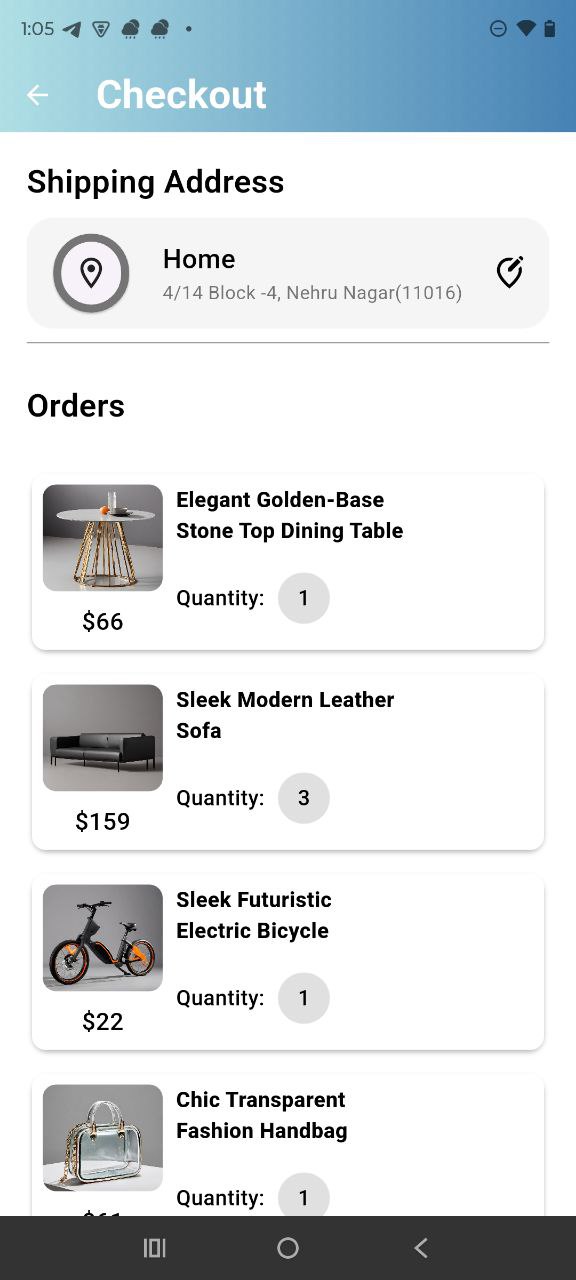 1:05
Checkout
Shipping Address
Home
4/14 Block -4, Nehru Nagar(11016)
Orders
Elegant Golden-Base
Stone Top Dining Table
Quantity: 1
$66
Sleek Modern Leather
Sofa
Quantity: 3
$159
Sleek Futuristic
Electric Bicycle
Quantity: 1
$22
Chic Transparent
Fashion Handbag
Quantity: 1